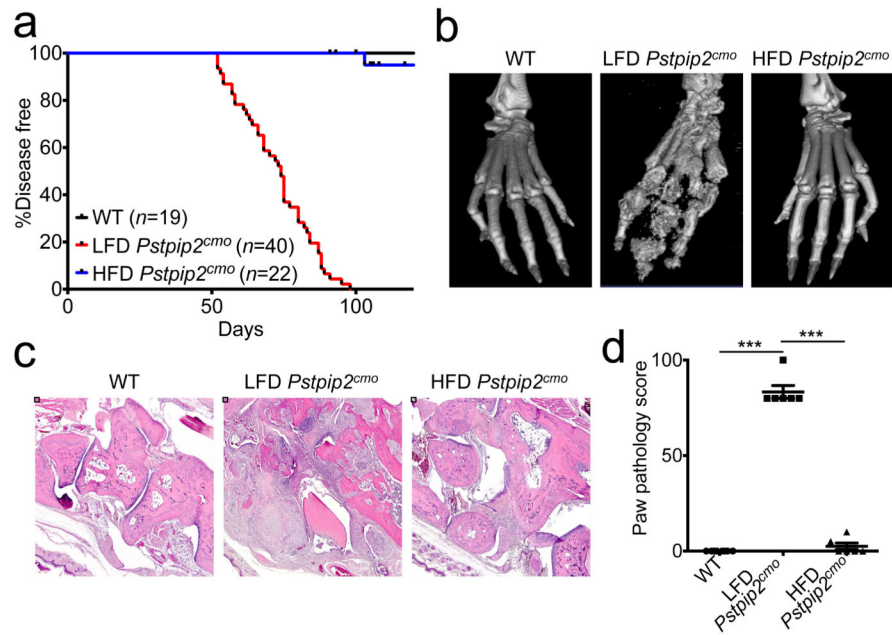 a
%Disease free
100
80
60
40
20
0
0
50
100
Days
WT (n=19)
LFD Pstpip2cmo (n=40)
HFD Pstpip2cmo (n=22)
b
WT
LFD Pstpip2cmo
HFD Pstpip2cmo
c
WT
LFD Pstpip2cmo
HFD Pstpip2cmo
d
Paw pathology score
100
50
0
***
***
WT
LFD
Pstpip2cmo
HFD
Pstpip2cmo